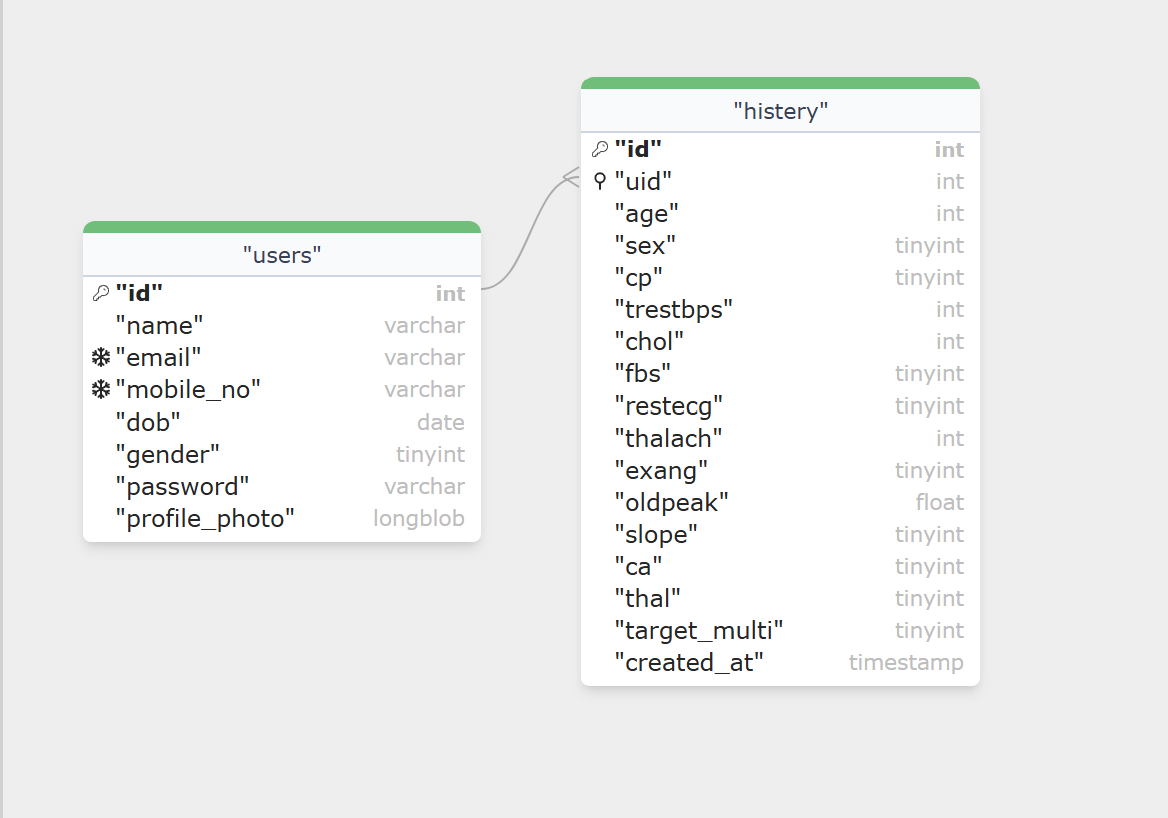 "users"
"id" int
"name" varchar
"email" varchar
"mobile_no" varchar
"dob" date
"gender" tinyint
"password" varchar
"profile_photo" longblob
"histery"
"id" int
"uid" int
"age" int
"sex" tinyint
"cp" tinyint
"trestbps" int
"chol" int
"fbs" tinyint
"restecg" tinyint
"thalach" int
"exang" tinyint
"oldpeak" float
"slope" tinyint
"ca" tinyint
"thal" tinyint
"target_multi" tinyint
"created_at" timestamp